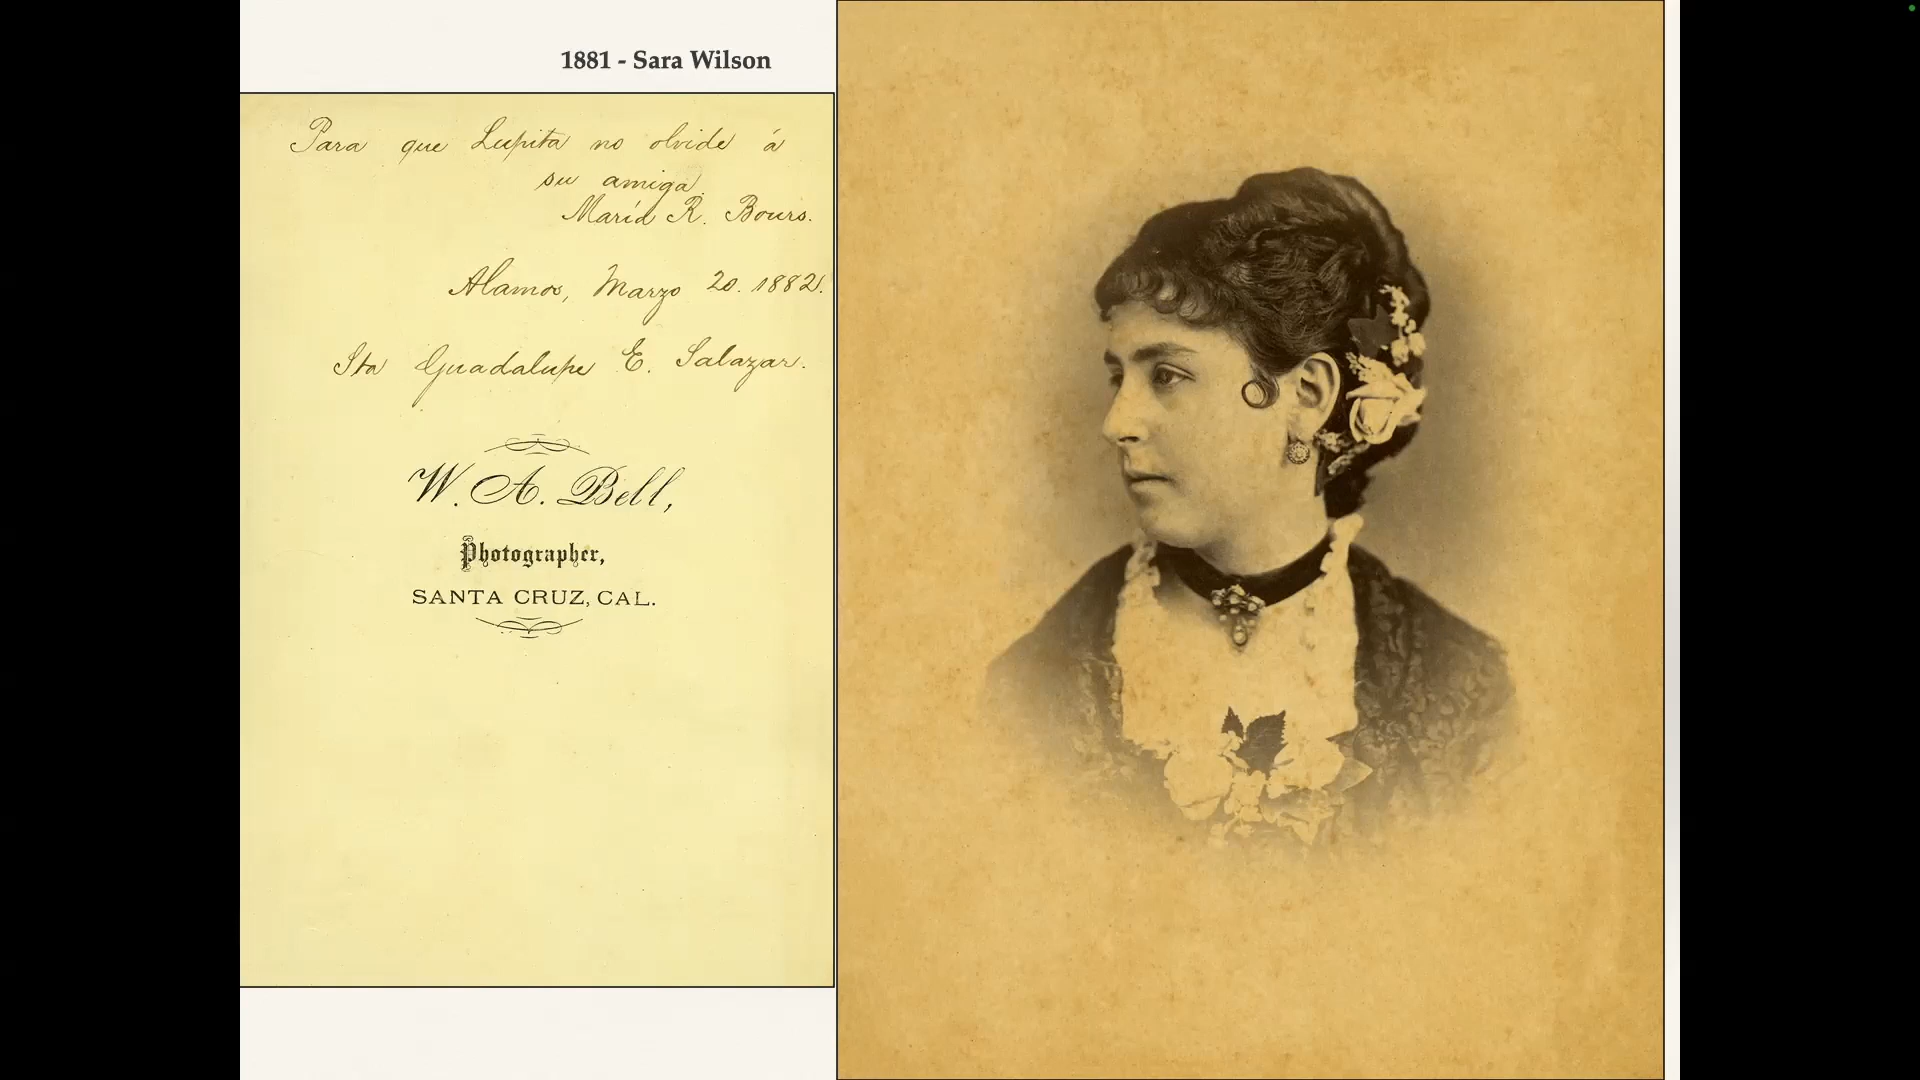 1881 - Sara Wilson
Para que Lupita no olvide á
su amiga.
María R. Bours.
Alamos, Marzo 20. 1882.
Sta Guadalupe E. Salazar.
W. A. Bell,
Photographer,
SANTA CRUZ, CAL.